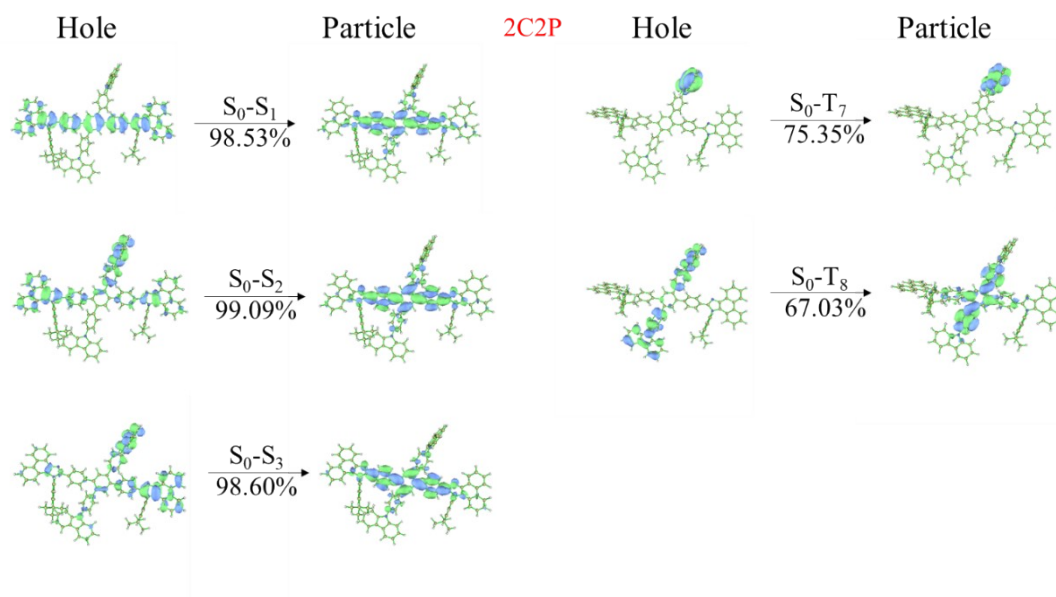 Hole Particle 2C2P Hole Particle
S₀-S₁
98.53%
S₀-T₇
75.35%
S₀-S₂
99.09%
S₀-T₈
67.03%
S₀-S₃
98.60%